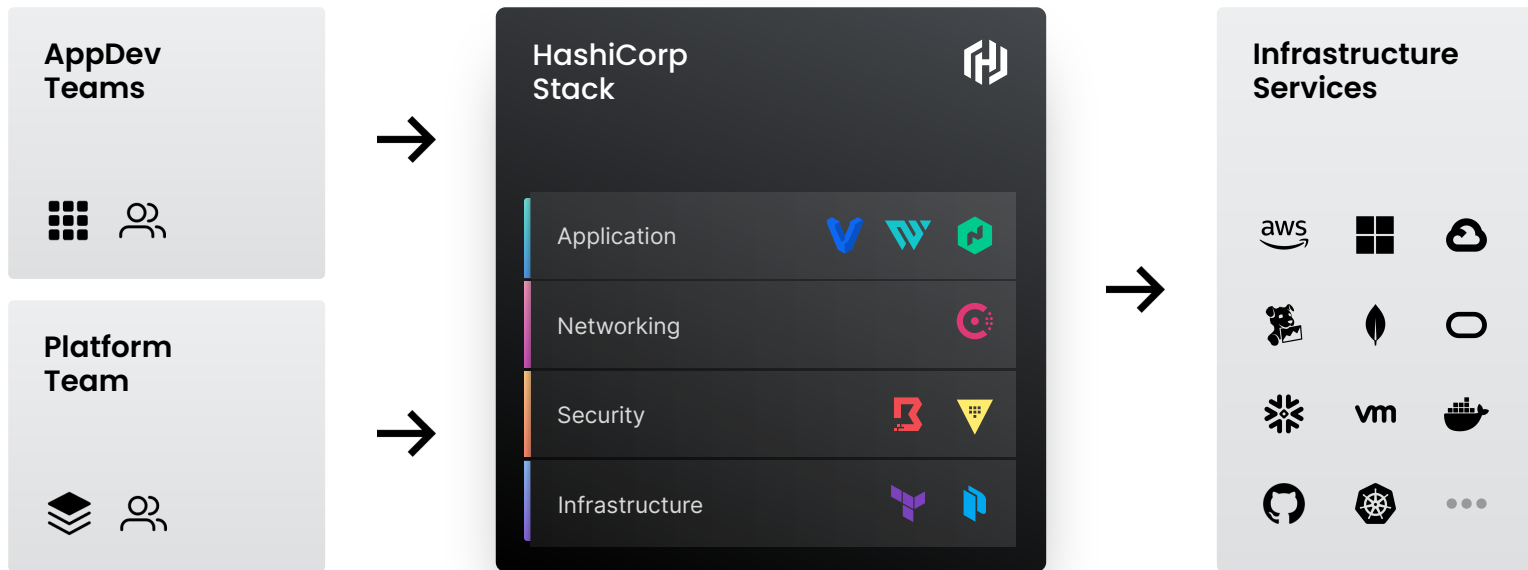 AppDev
Teams
Platform
Team
HashiCorp
Stack
Application
Networking
Security
Infrastructure
Infrastructure
Services
aws
vm